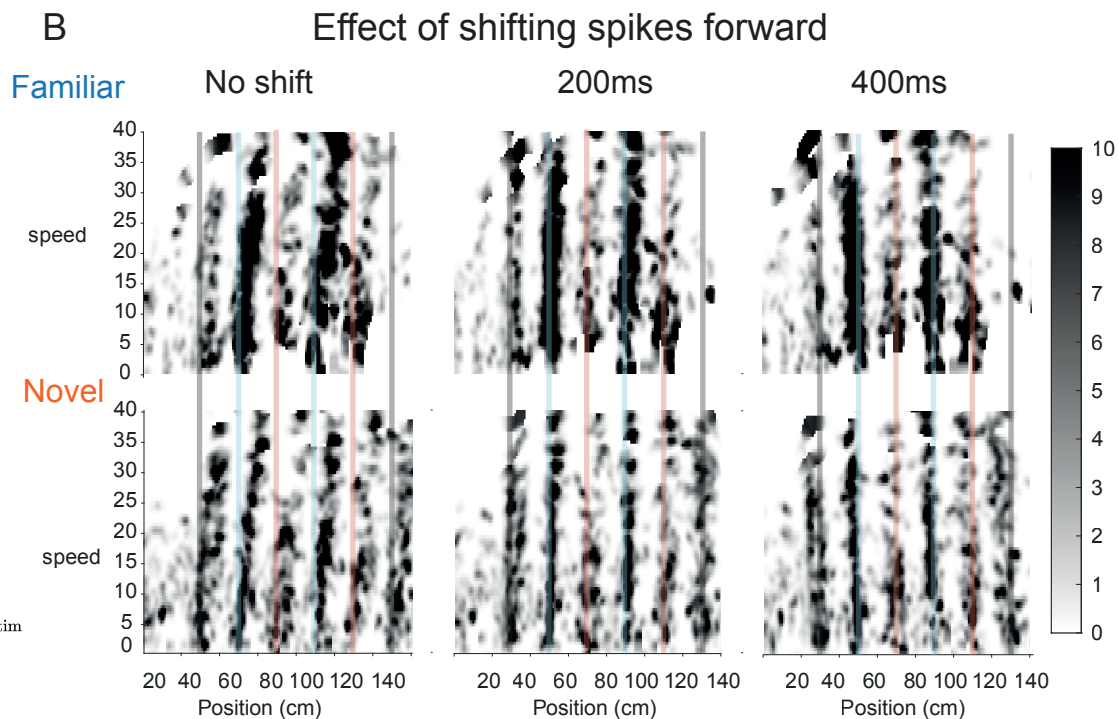 B
Effect of shifting spikes forward
Familiar
No shift
200ms
400ms
40
35
30
25
20
15
10
5
0
speed
10
9
8
7
6
5
4
3
2
1
0
Novel
40
35
30
25
20
15
10
5
0
speed
tim
20 40 60 80 100 120 140
20 40 60 80 100 120 140
20 40 60 80 100 120 140
Position (cm)
Position (cm)
Position (cm)